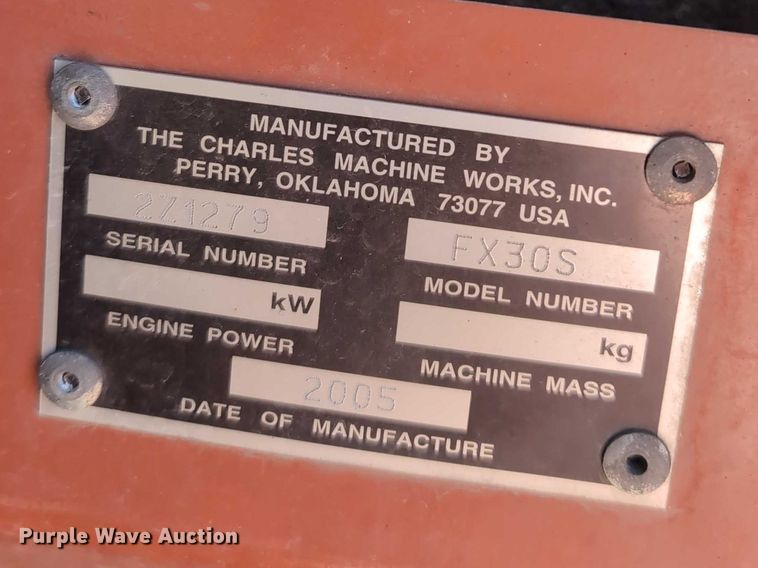 MANUFACTURED BY
THE CHARLES MACHINE WORKS, INC.
PERRY, OKLAHOMA 73077 USA
2Z1279
SERIAL NUMBER
FX30S
MODEL NUMBER
kW
ENGINE POWER
kg
MACHINE MASS
2005
DATE OF MANUFACTURE
Purple Wave Auction